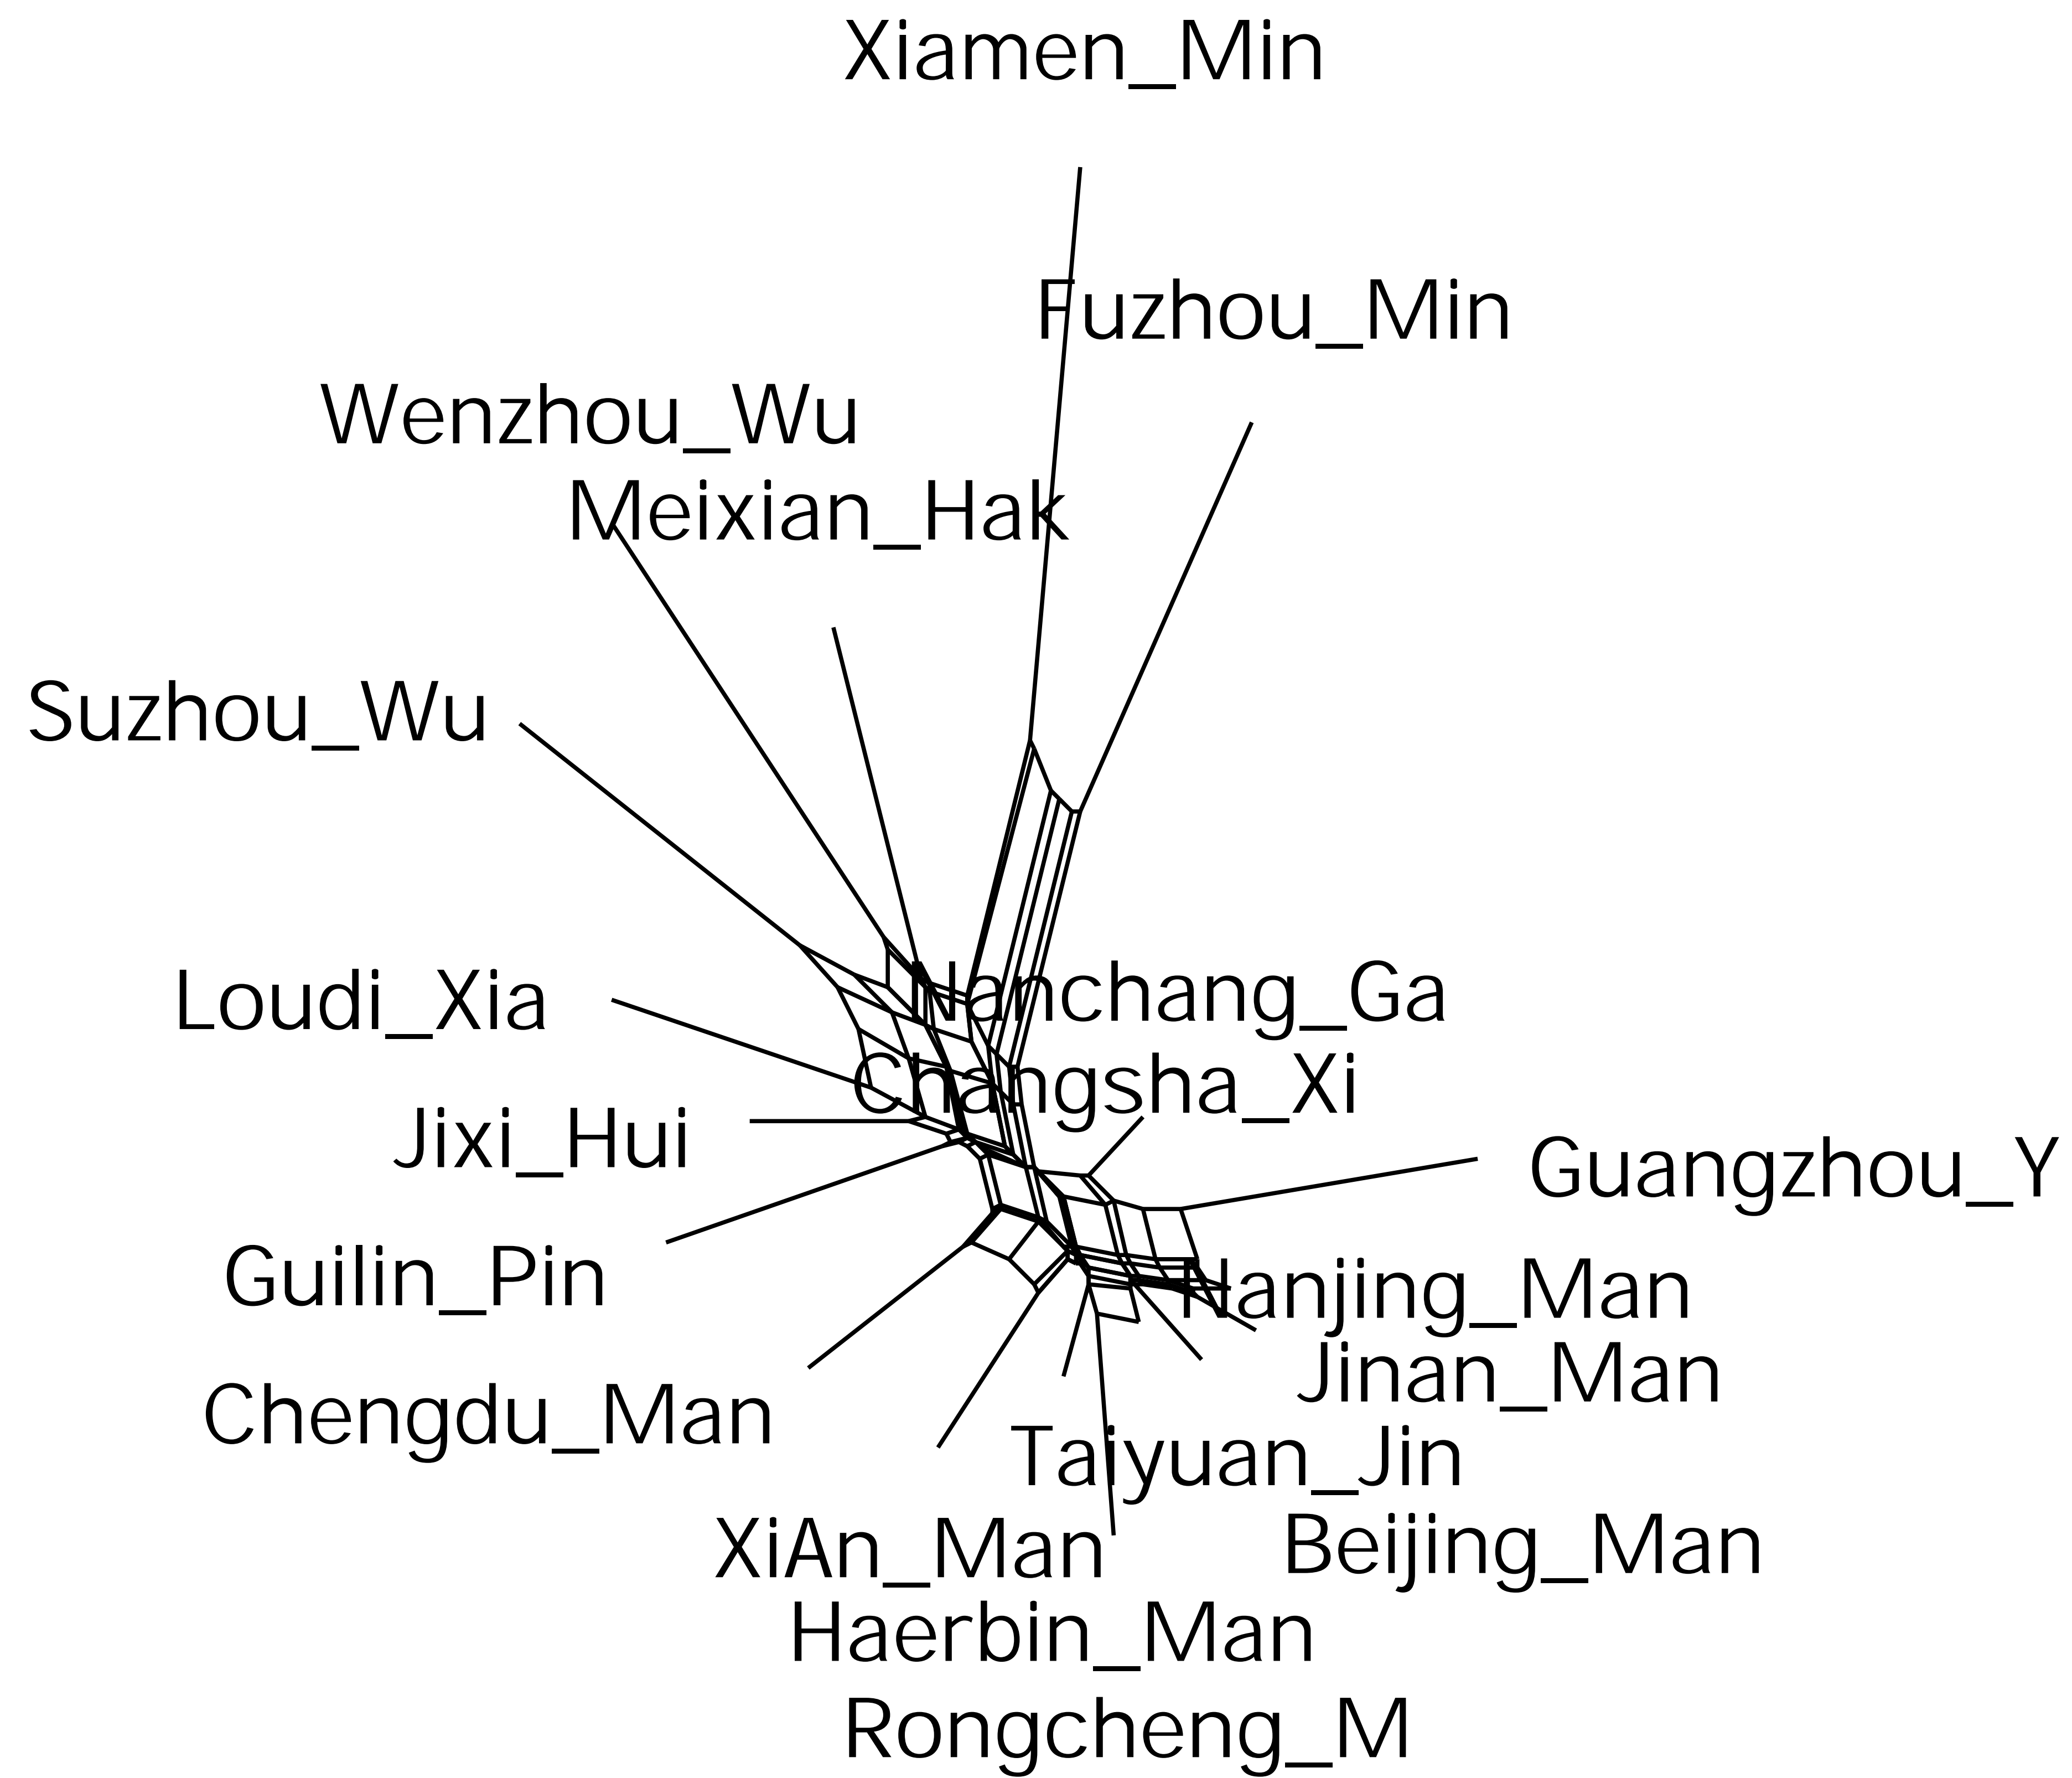 Xiamen_Min
Fuzhou_Min
Wenzhou_Wu
Meixian_Hak
Suzhou_Wu
Nanchang_Ga
Loudi_Xia
Changsha_Xi
Jixi_Hui
Guangzhou_Y
Guilin_Pin
Nanjing_Man
Jinan_Man
Chengdu_Man
Taiyuan_Jin
XiAn_Man
Beijing_Man
Haerbin_Man
Rongcheng_M